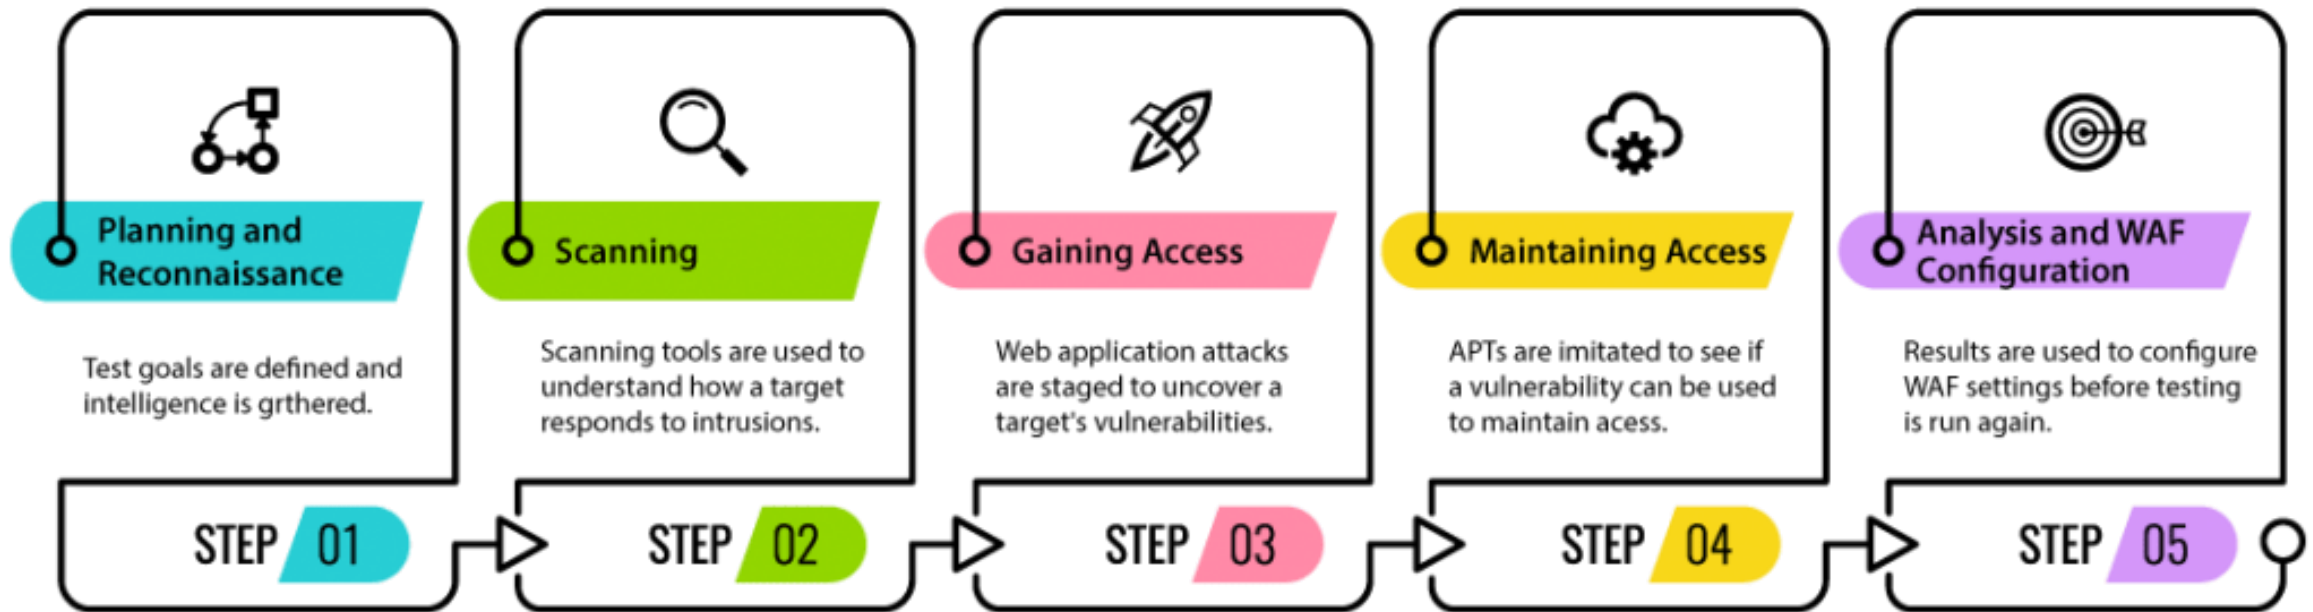 Planning and
Reconnaissance
Test goals are defined and
intelligence is grthered.
STEP 01
Scanning
Scanning tools are used to
understand how a target
responds to intrusions.
STEP 02
Gaining Access
Web application attacks
are staged to uncover a
target's vulnerabilities.
STEP 03
Maintaining Access
APTs are imitated to see if
a vulnerability can be used
to maintain acess.
STEP 04
Analysis and WAF
Configuration
Results are used to configure
WAF settings before testing
is run again.
STEP 05